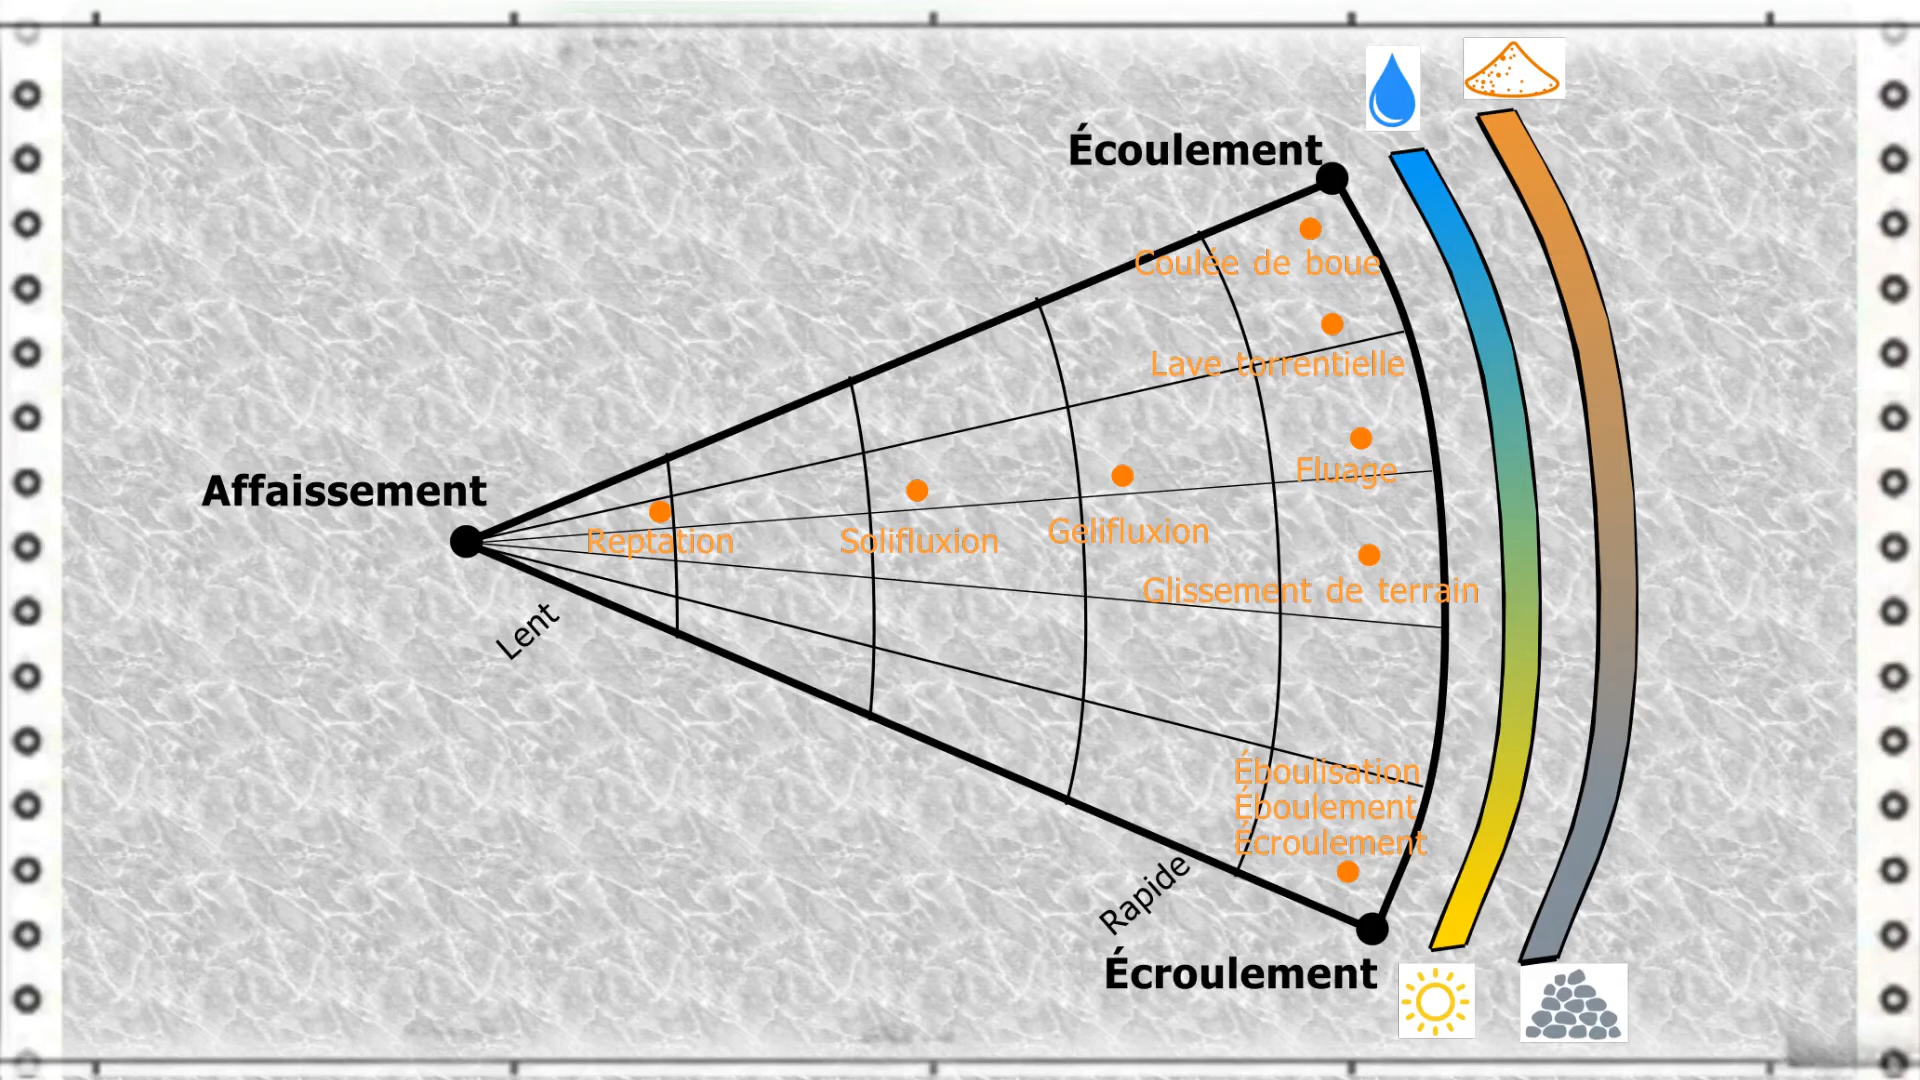 Écoulement
Coulée de boue
Lave torrentielle
Fluage
Affaissement
Reptation
Solifluxion
Gelifluxion
Glissement de terrain
Lent
Éboulisation
Éboulement
Écroulement
Rapide
Écroulement